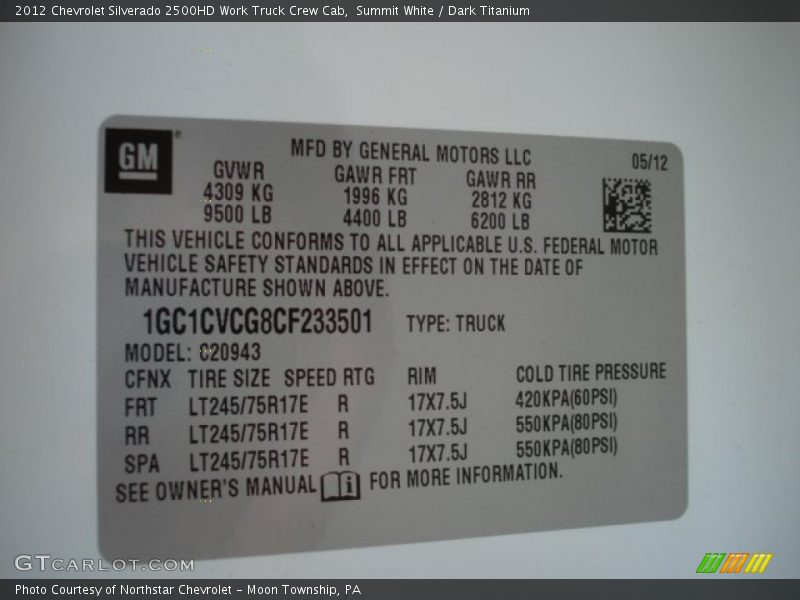 2012 Chevrolet Silverado 2500HD Work Truck Crew Cab,  Summit White / Dark Titanium
GM
MFD BY GENERAL MOTORS LLC 05/12
GVWR GAWR FRT GAWR RR
4309 KG 1996 KG 2812 KG
9500 LB 4400 LB 6200 LB
THIS VEHICLE CONFORMS TO ALL APPLICABLE U.S. FEDERAL MOTOR
VEHICLE SAFETY STANDARDS IN EFFECT ON THE DATE OF
MANUFACTURE SHOWN ABOVE.
1GC1CVCG8CF233501 TYPE: TRUCK
MODEL: C20943
CFNX TIRE SIZE SPEED RTG RIM COLD TIRE PRESSURE
FRT LT245/75R17E R 17X7.5J 420KPA(60PSI)
RR LT245/75R17E R 17X7.5J 550KPA(80PSI)
SPA LT245/75R17E R 17X7.5J 550KPA(80PSI)
SEE OWNER'S MANUAL i FOR MORE INFORMATION.
GTCARLOT.COM
Photo Courtesy of Northstar Chevrolet - Moon Township, PA